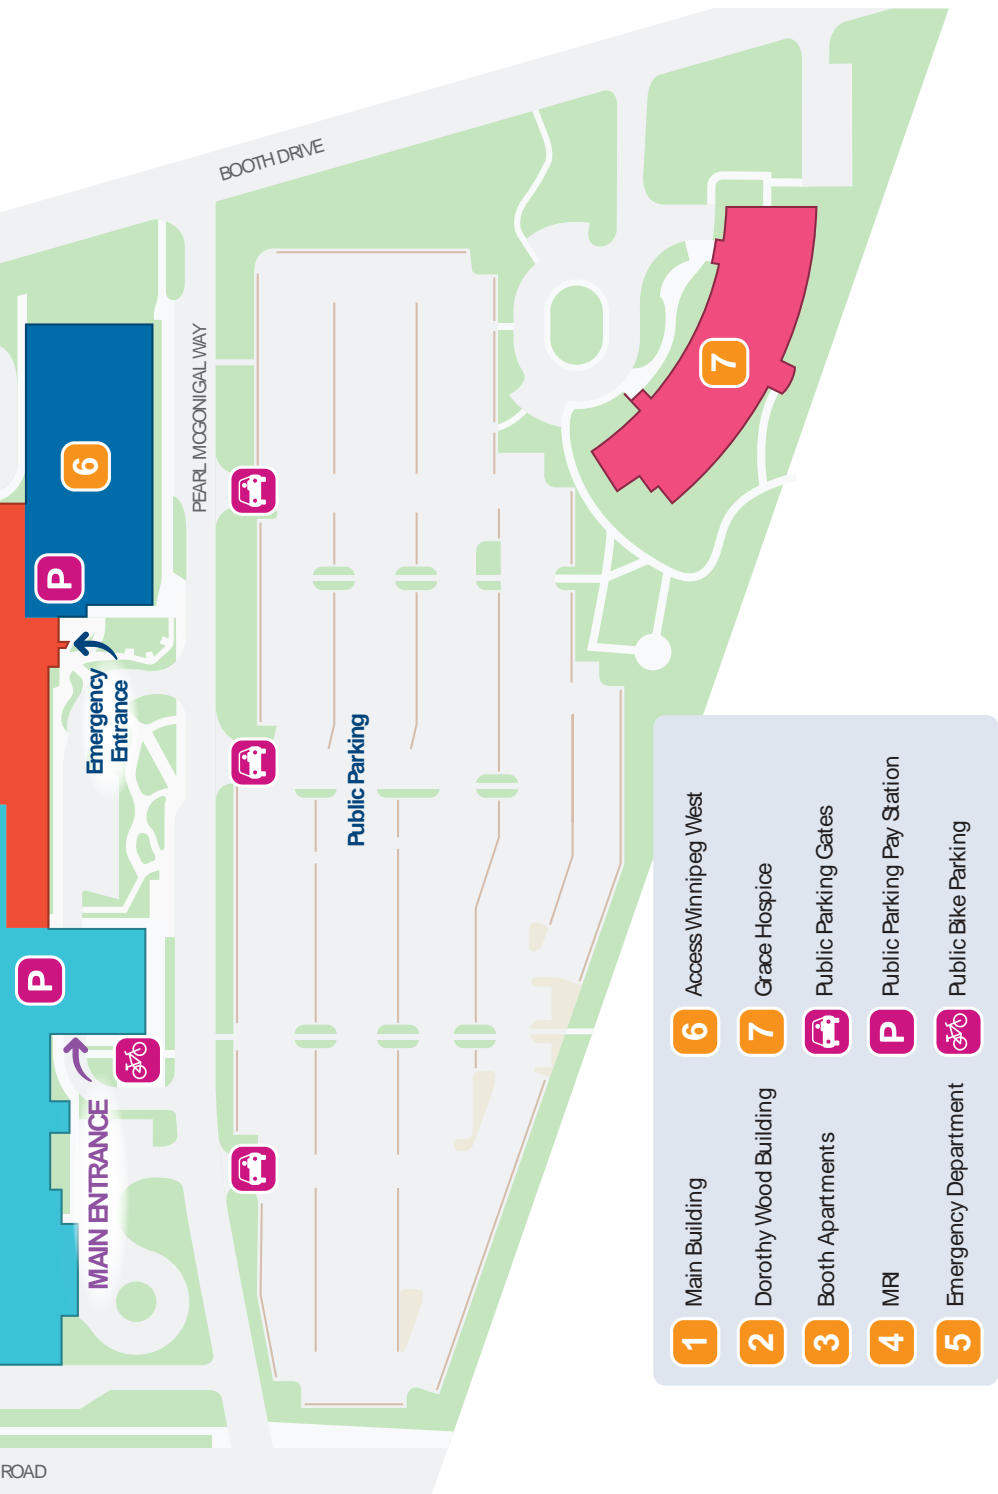 BOOTH DRIVE
PEARL MCGONIGAL WAY
6
7
P
Emergency
Entrance
Public Parking
P
MAIN ENTRANCE
ROAD
1 Main Building
2 Dorothy Wood Building
3 Booth Apartments
4 MRI
5 Emergency Department
6 Access Winnipeg West
7 Grace Hospice
Public Parking Gates
P Public Parking Pay Station
Public Bike Parking